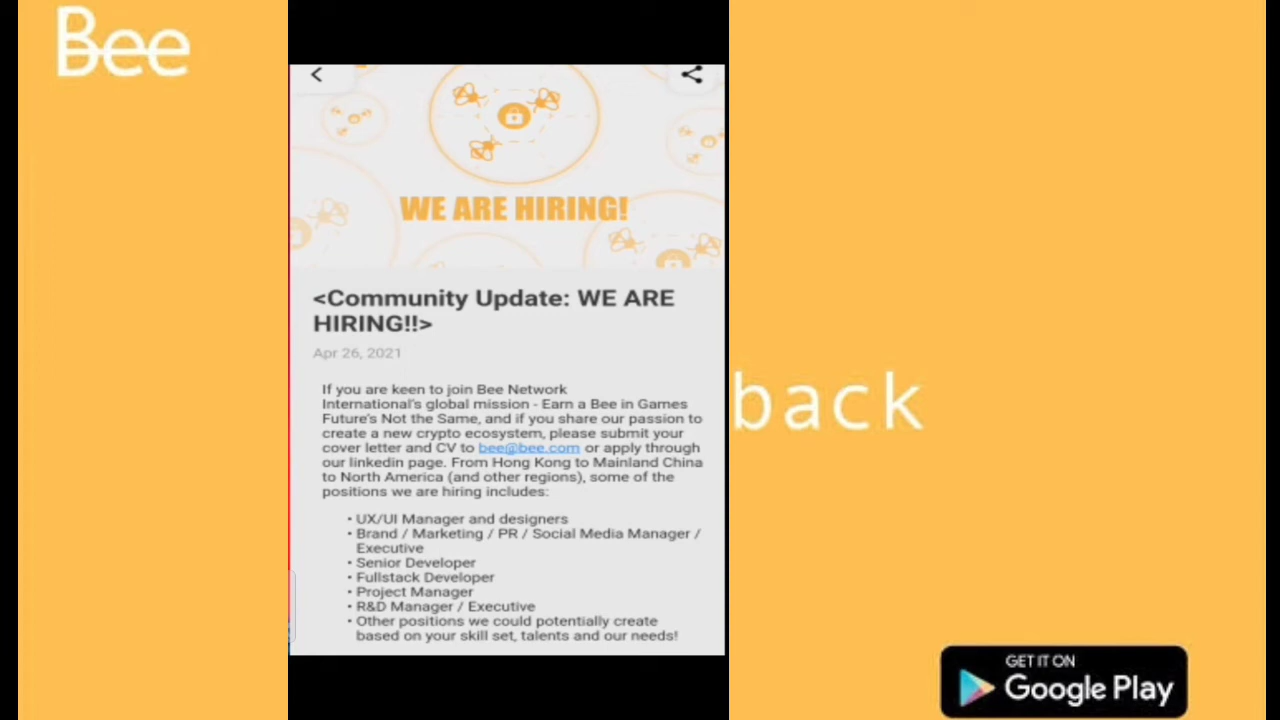 Bee
WE ARE HIRING!
<Community Update: WE ARE
HIRING!!>
Apr 26, 2021
If you are keen to join Bee Network
International's global mission - Earn a Bee in Games
Future's Not the Same, and if you share our passion to
create a new crypto ecosystem, please submit your
cover letter and CV to bee@bee.com or apply through
our linkedin page. From Hong Kong to Mainland China
to North America (and other regions), some of the
positions we are hiring includes:
• UX/UI Manager and designers
• Brand / Marketing / PR / Social Media Manager /
Executive
• Senior Developer
• Fullstack Developer
• Project Manager
• R&D Manager / Executive
• Other positions we could potentially create
based on your skill set, talents and our needs!
back
GET IT ON
Google Play